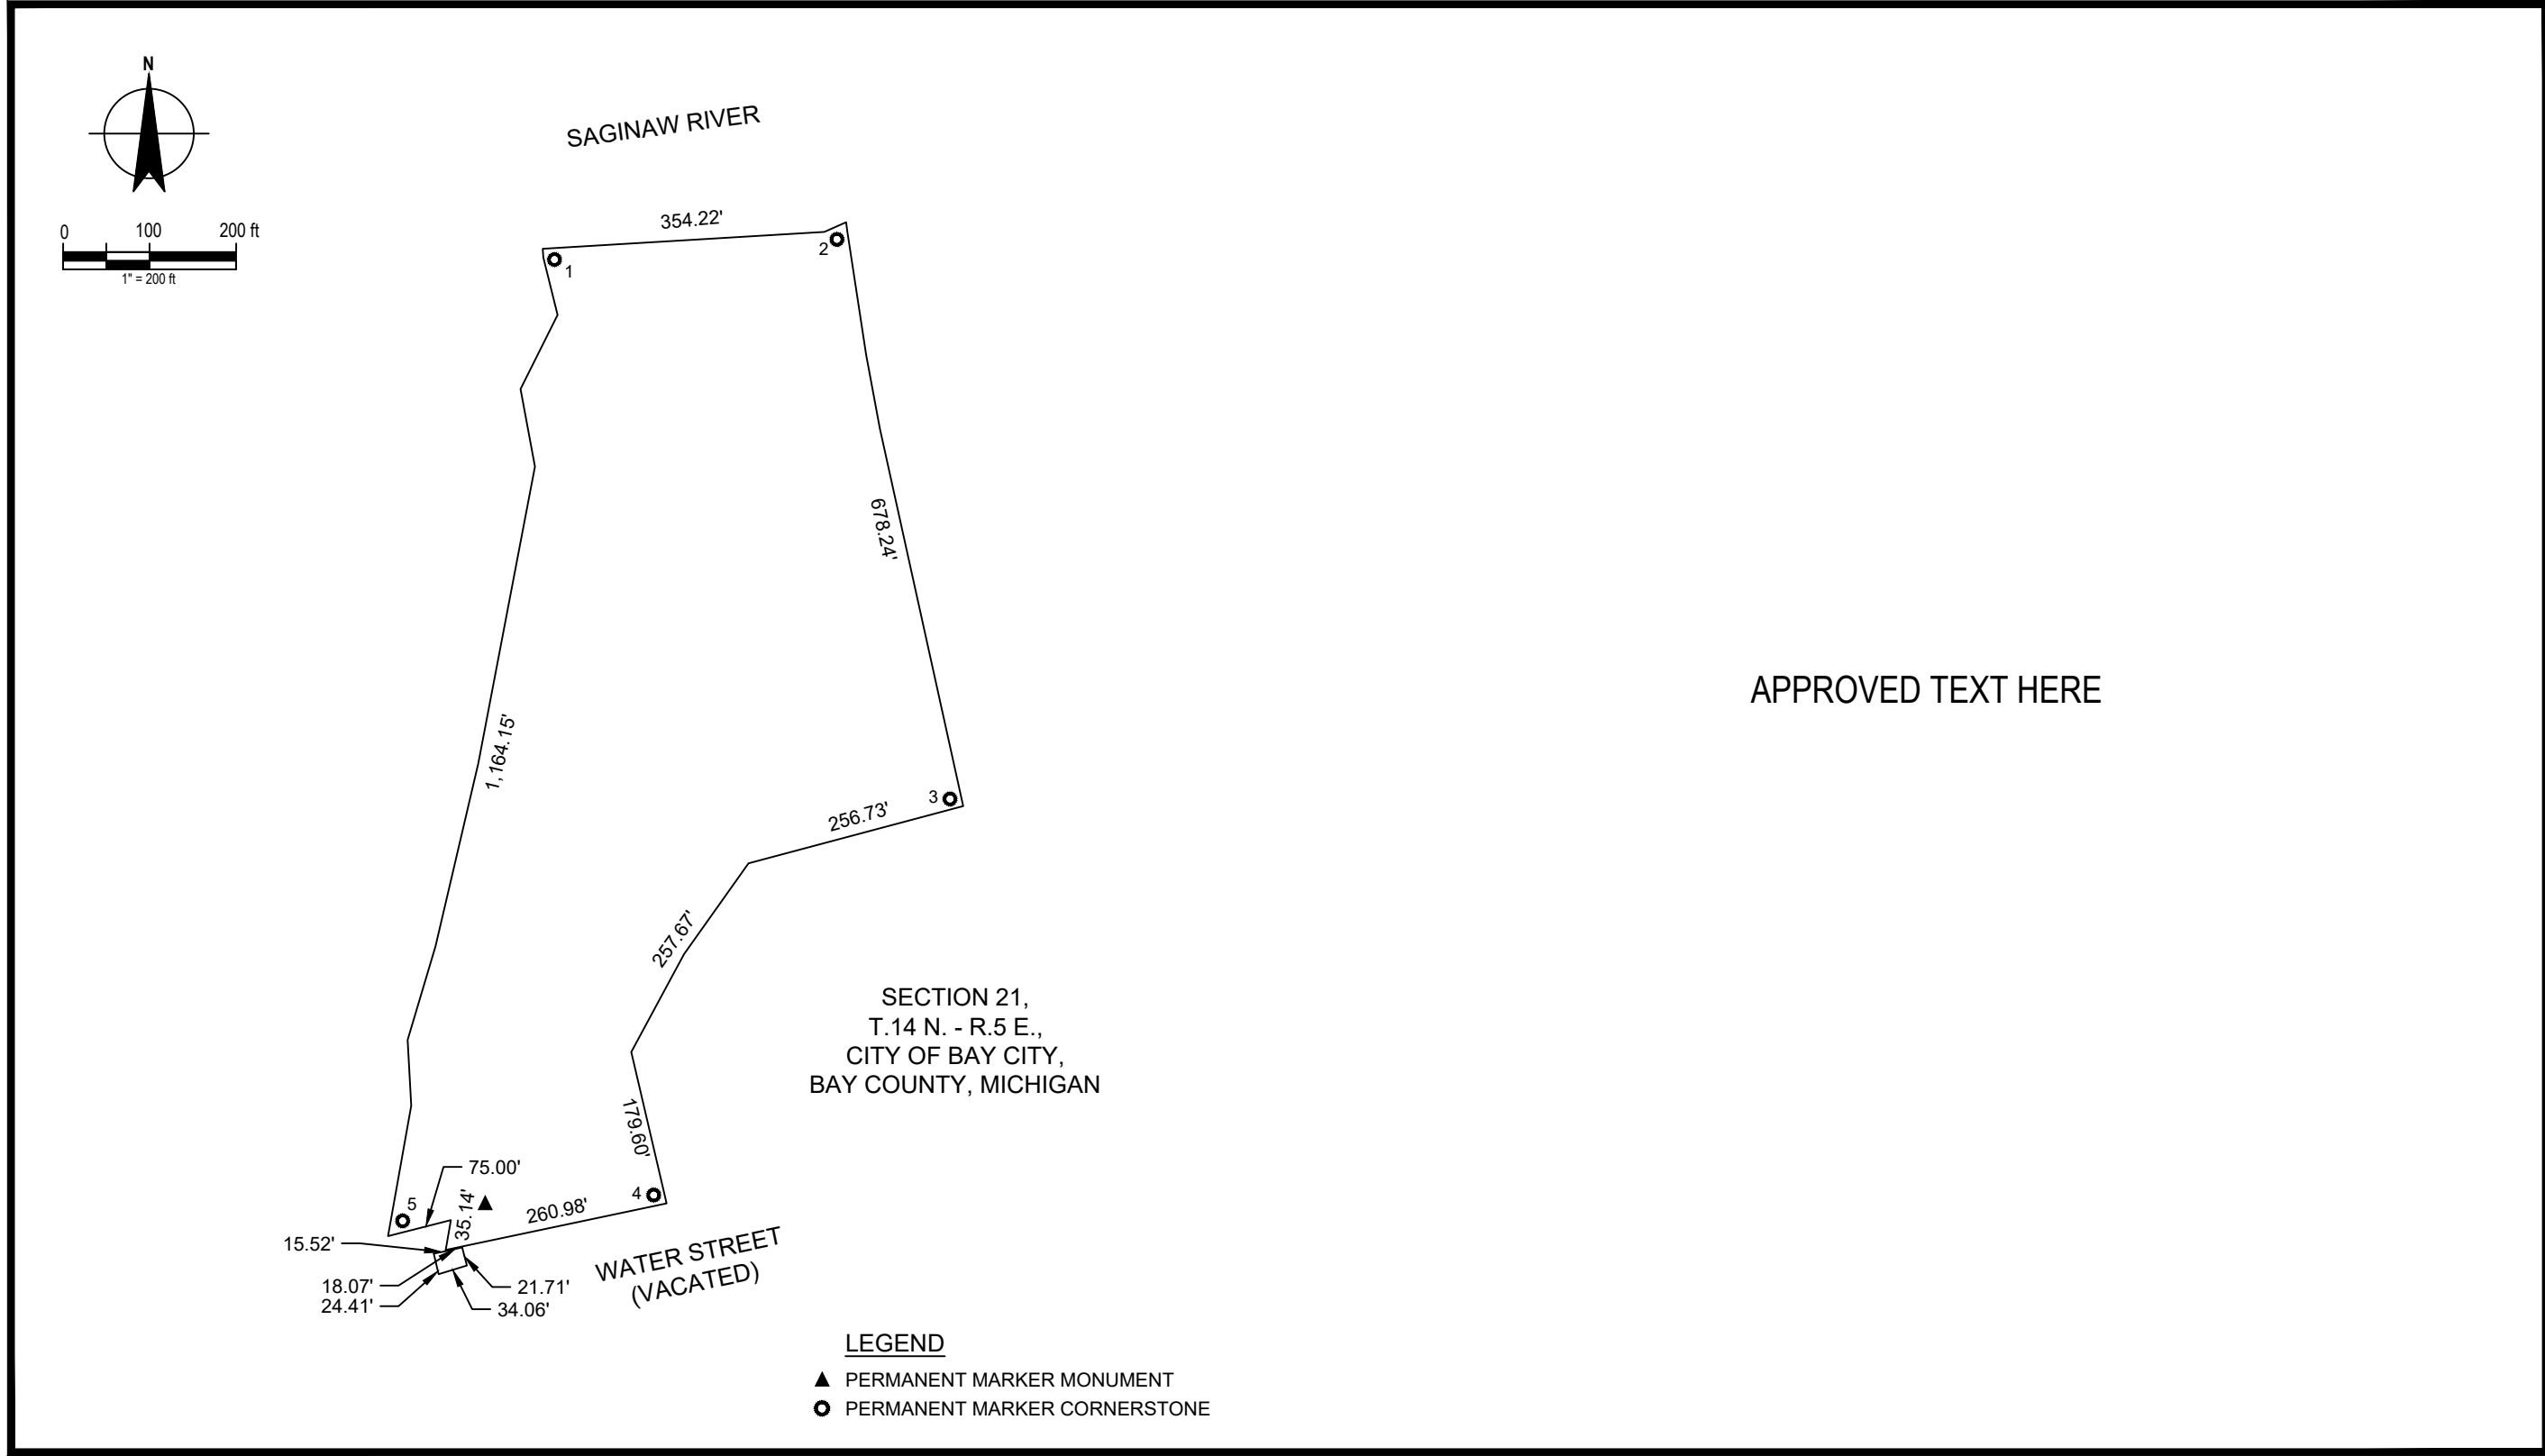 N
SAGINAW RIVER
0 100 200 ft
1" = 200 ft
354.22'
2
1
678.24'
1,164.15'
3
256.73'
APPROVED TEXT HERE
257.67'
SECTION 21,
T.14 N. - R.5 E.,
CITY OF BAY CITY,
BAY COUNTY, MICHIGAN
179.60'
75.00'
5
35.14'
4
260.98'
15.52'
WATER STREET
(VACATED)
18.07'
21.71'
24.41'
34.06'
LEGEND
PERMANENT MARKER MONUMENT
PERMANENT MARKER CORNERSTONE